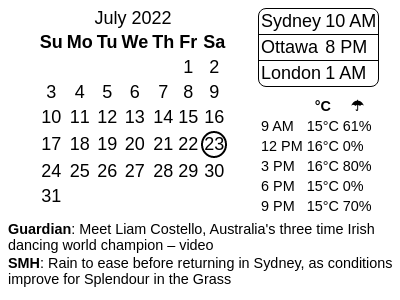 July 2022
Su Mo Tu We Th Fr Sa
1 2
3 4 5 6 7 8 9
10 11 12 13 14 15 16
17 18 19 20 21 22 23
24 25 26 27 28 29 30
31
Sydney 10 AM
Ottawa 8 PM
London 1 AM
°C ☂
9 AM 15°C 61%
12 PM 16°C 0%
3 PM 16°C 80%
6 PM 15°C 0%
9 PM 15°C 70%
Guardian: Meet Liam Costello, Australia's three time Irish
dancing world champion – video
SMH: Rain to ease before returning in Sydney, as conditions
improve for Splendour in the Grass